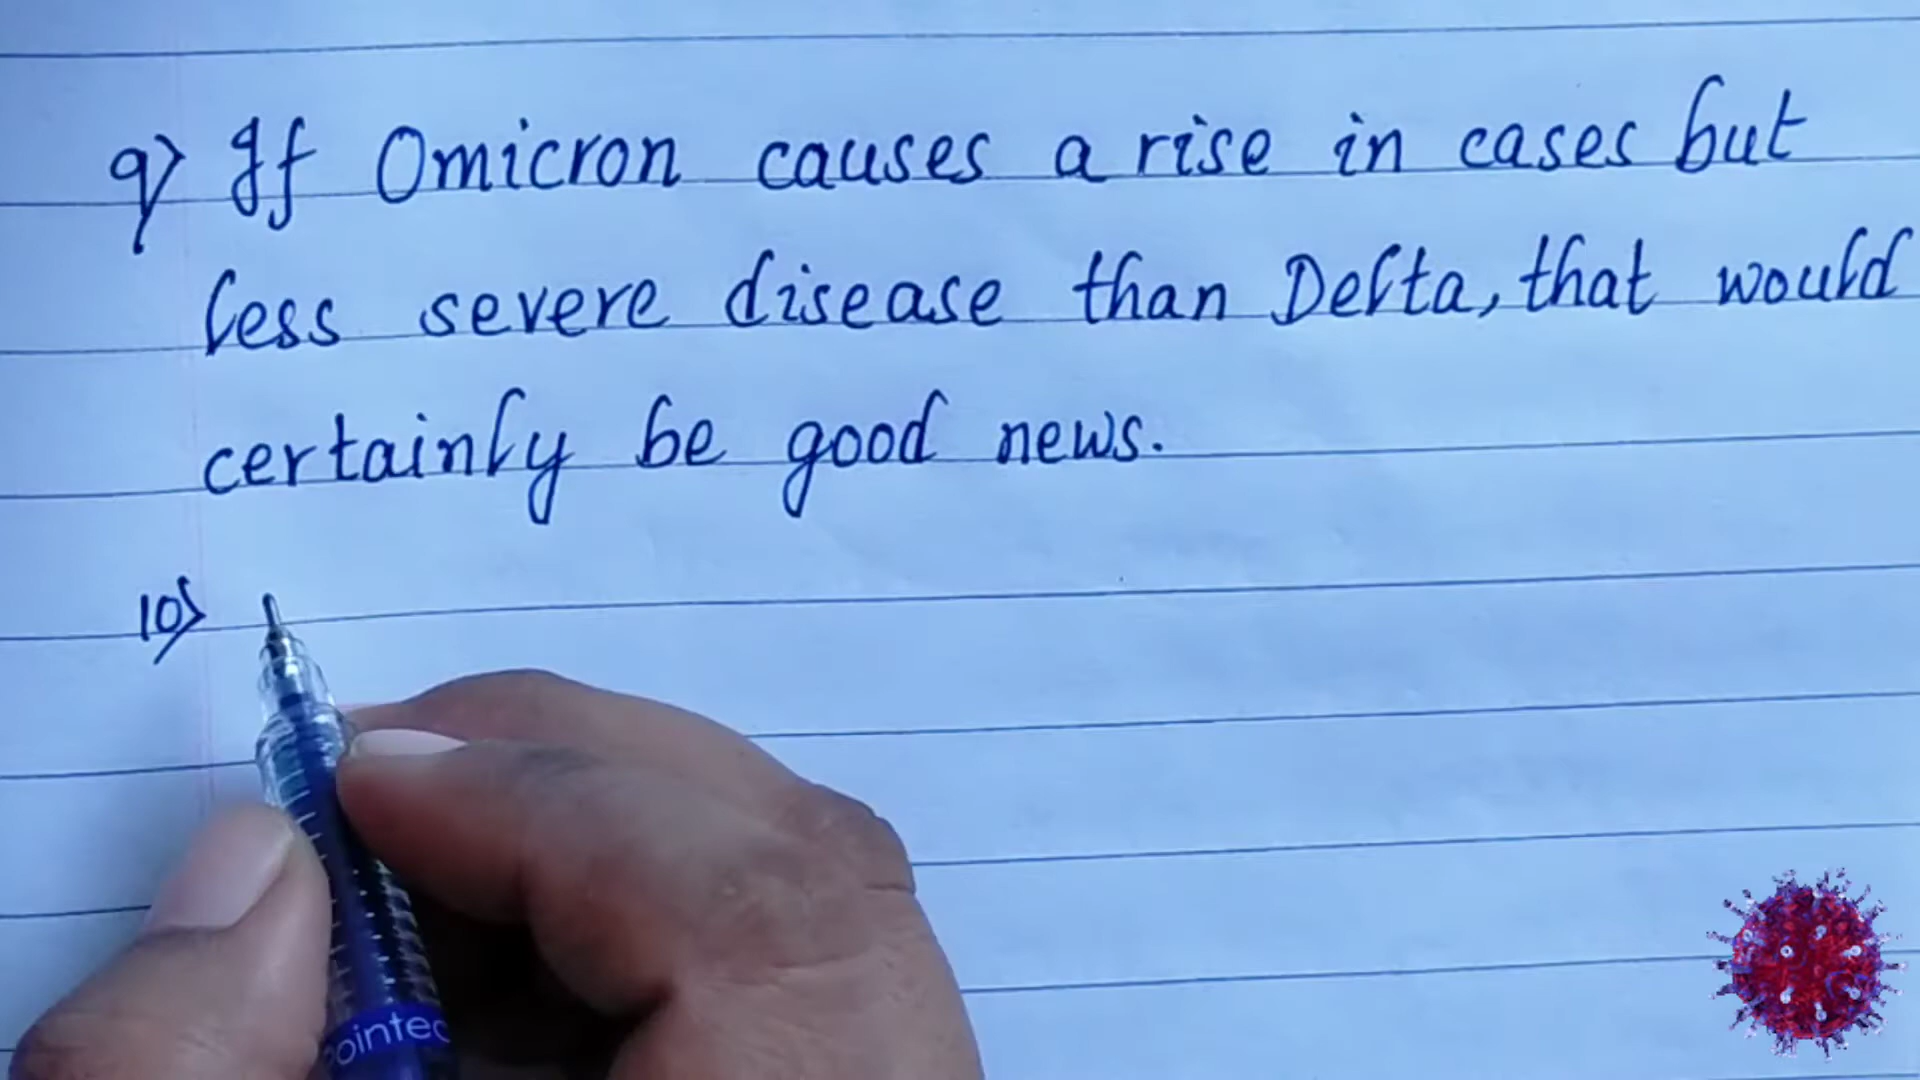 9) If Omicron causes a rise in cases but
less severe disease than Delta, that would
certainly be good news.
10)
ointed